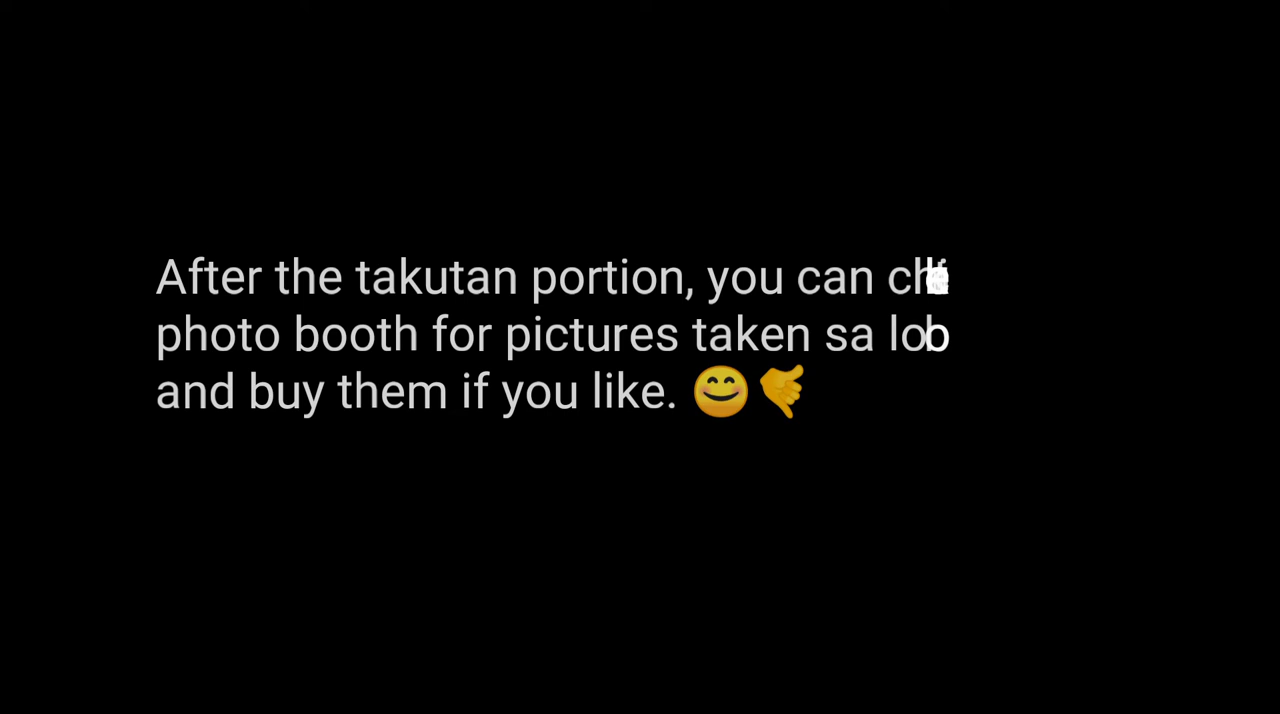 After the takutan portion, you can
photo booth for pictures taken sa
and buy them if you like. 😊🤙